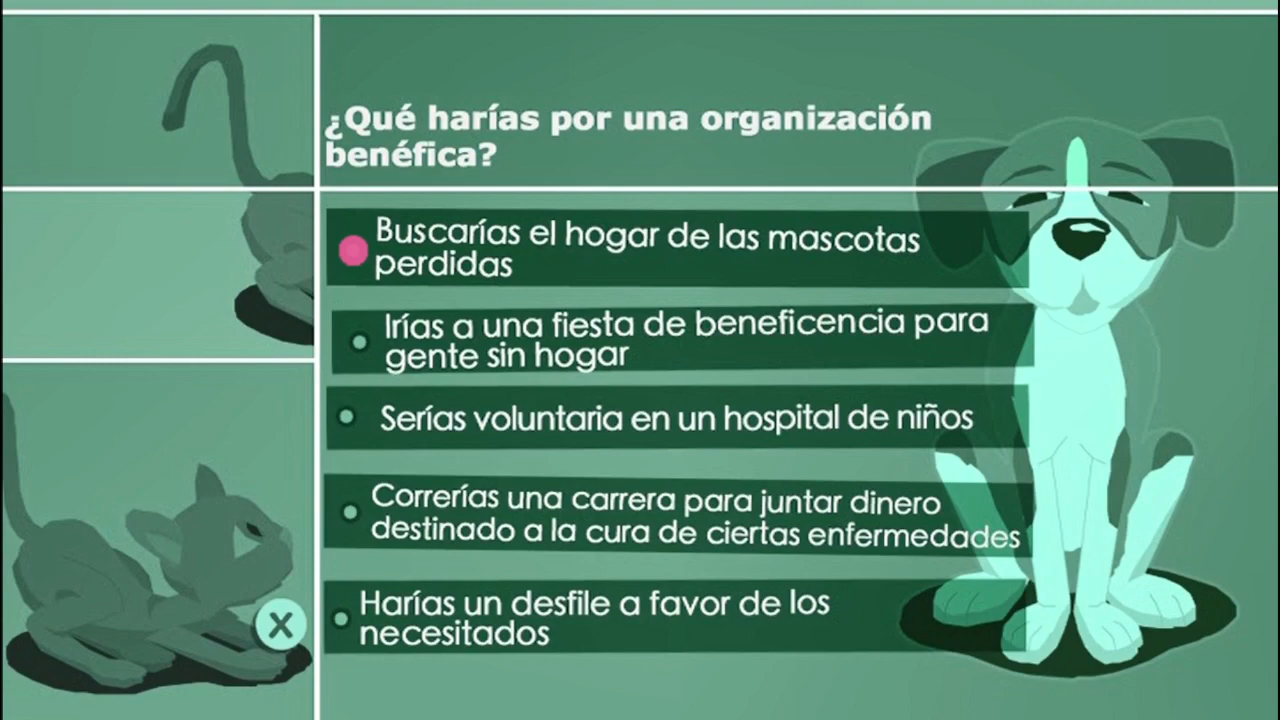 ¿Qué harías por una organización
benéfica?
Buscarías el hogar de las mascotas
perdidas
Irías a una fiesta de beneficencia para
gente sin hogar
Serías voluntaria en un hospital de niños
Correrías una carrera para juntar dinero
destinado a la cura de ciertas enfermedades
Harías un desfile a favor de los
necesitados
X